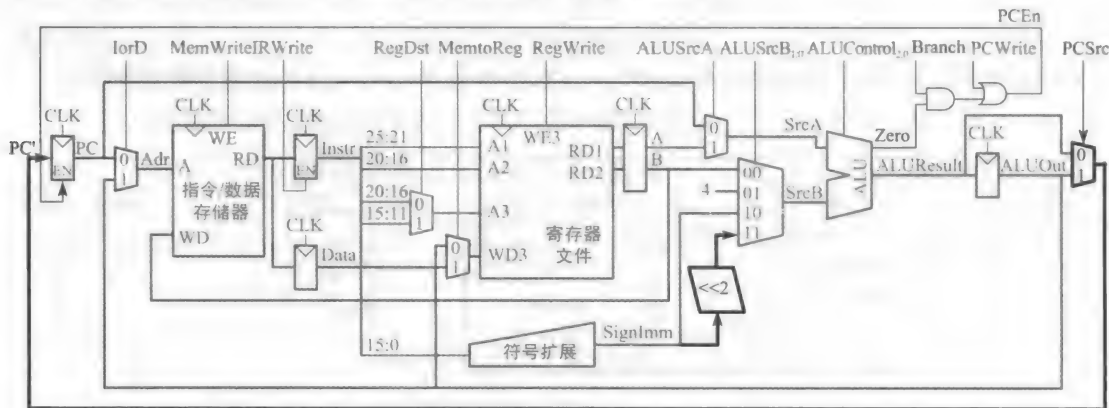 PCEn
IorD MemWrite IRWrite RegDst MemtoReg RegWrite ALUSrcA ALUSrcB1:0 ALUControl2:0 Branch PCWrite PCSrc
CLK CLK CLK CLK CLK CLK
PC' PC EN
0 1 Adr
WE
A RD
指令/数据
存储器
WD
EN Instr
CLK
Data
25:21
20:16
20:16
15:11
15:0
0 1
0 1
WE3
A1 RD1
A2 RD2
A3
寄存器
文件
WD3
A
B
0 1
SrcA
4
00
01
10
11
SrcB
ALU
Zero
ALUResult
ALUOut
0 1
<<2
SignImm
符号扩展